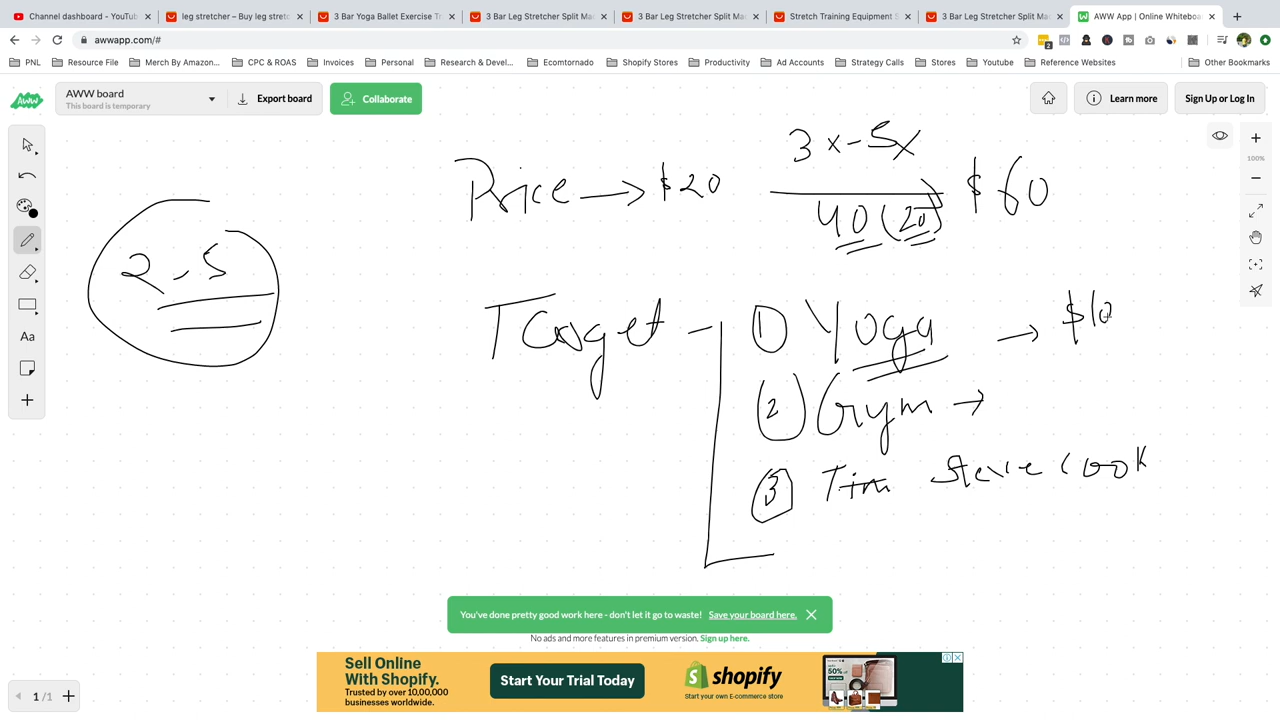 Channel dashboard - YouTu
leg stretcher – Buy leg stretc
3 Bar Yoga Ballet Exercise Tr
3 Bar Leg Stretcher Split Mac
3 Bar Leg Stretcher Split Ma
Stretch Training Equipment S
3 Bar Leg Stretcher Split Ma
AWW App | Online Whiteboa
awwapp.com/#
2
PNL
Resource File
Merch By Amazon...
CPC & ROAS
Invoices
Personal
Research & Devel...
Ecomtornado
Shopify Stores
Productivity
Ad Accounts
Strategy Calls
Stores
Youtube
Reference Websites
Other Bookmarks
AWW
AWW board
This board is temporary
Export board
Collaborate
Learn more
Sign Up or Log In
100%
Aa
3x-5x
Price → $20
$60
40(20)
2.5
Target - ① Yoga → $10
② Gym →
③ Tim Steve Cook
You've done pretty good work here - don't let it go to waste! Save your board here.
No ads and more features in premium version. Sign up here.
Sell Online
With Shopify.
Trusted by over 10,00,000
businesses worldwide.
Start Your Trial Today
shopify
Start your own E-commerce store
1 /1